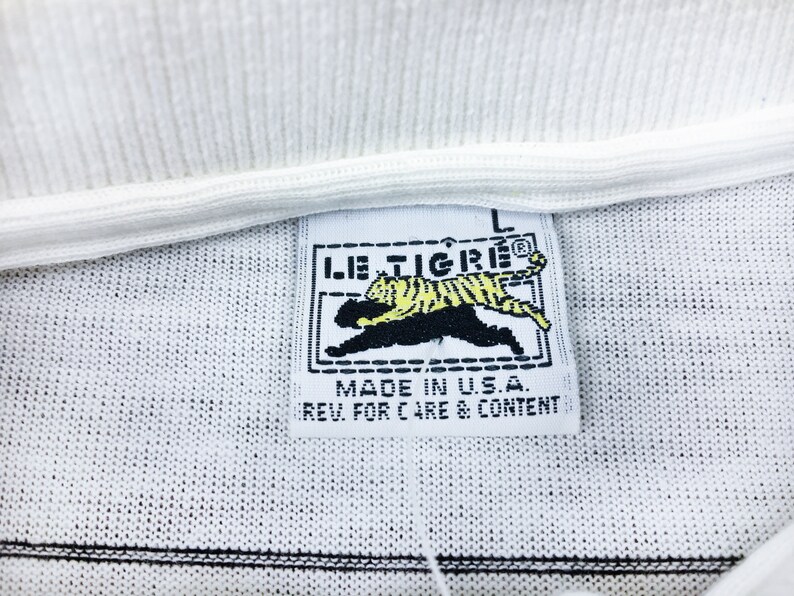 L
LE TIGRE®
MADE IN U.S.A.
REV. FOR CARE & CONTENT